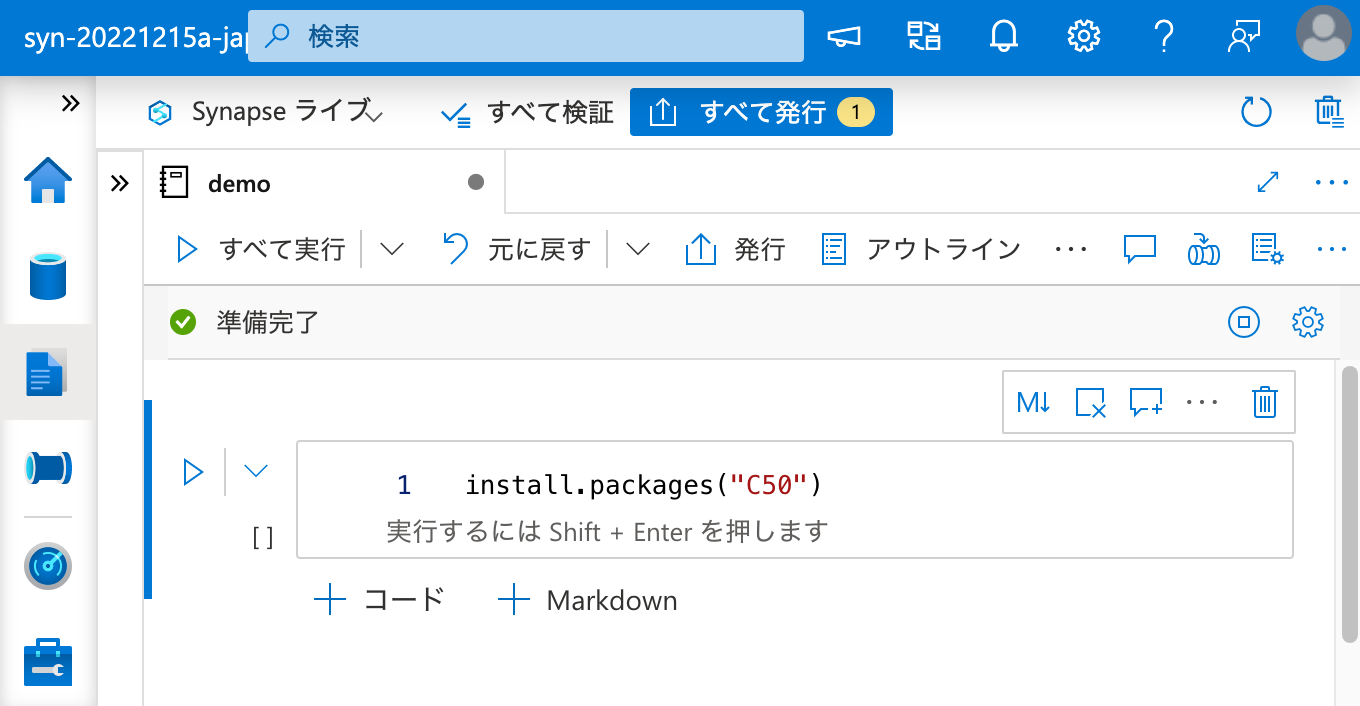 syn-20221215a-jap
検索
Synapse ライブ
すべて検証
すべて発行 1
demo
すべて実行
元に戻す
発行
アウトライン
準備完了
M↓
1 install.packages("C50")
実行するには Shift + Enter を押します
[ ]
コード
Markdown